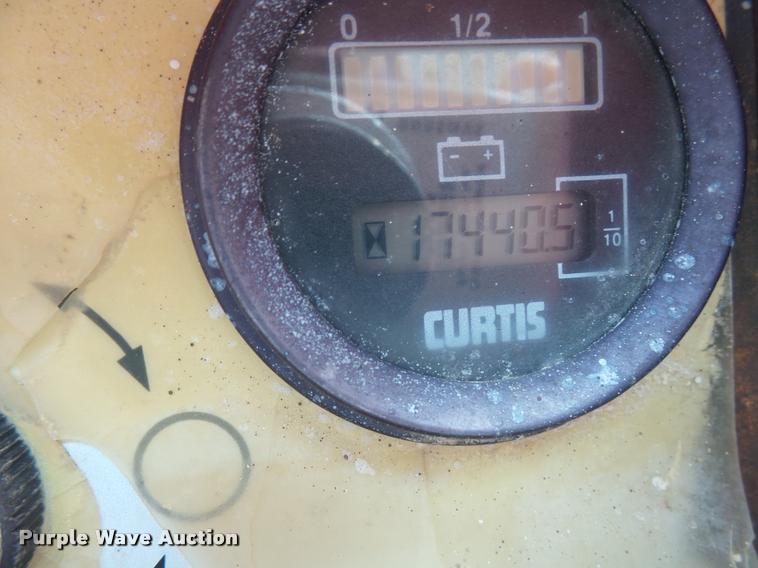 0 1/2 1
- +
17440.5
1/10
CURTIS
Purple Wave Auction